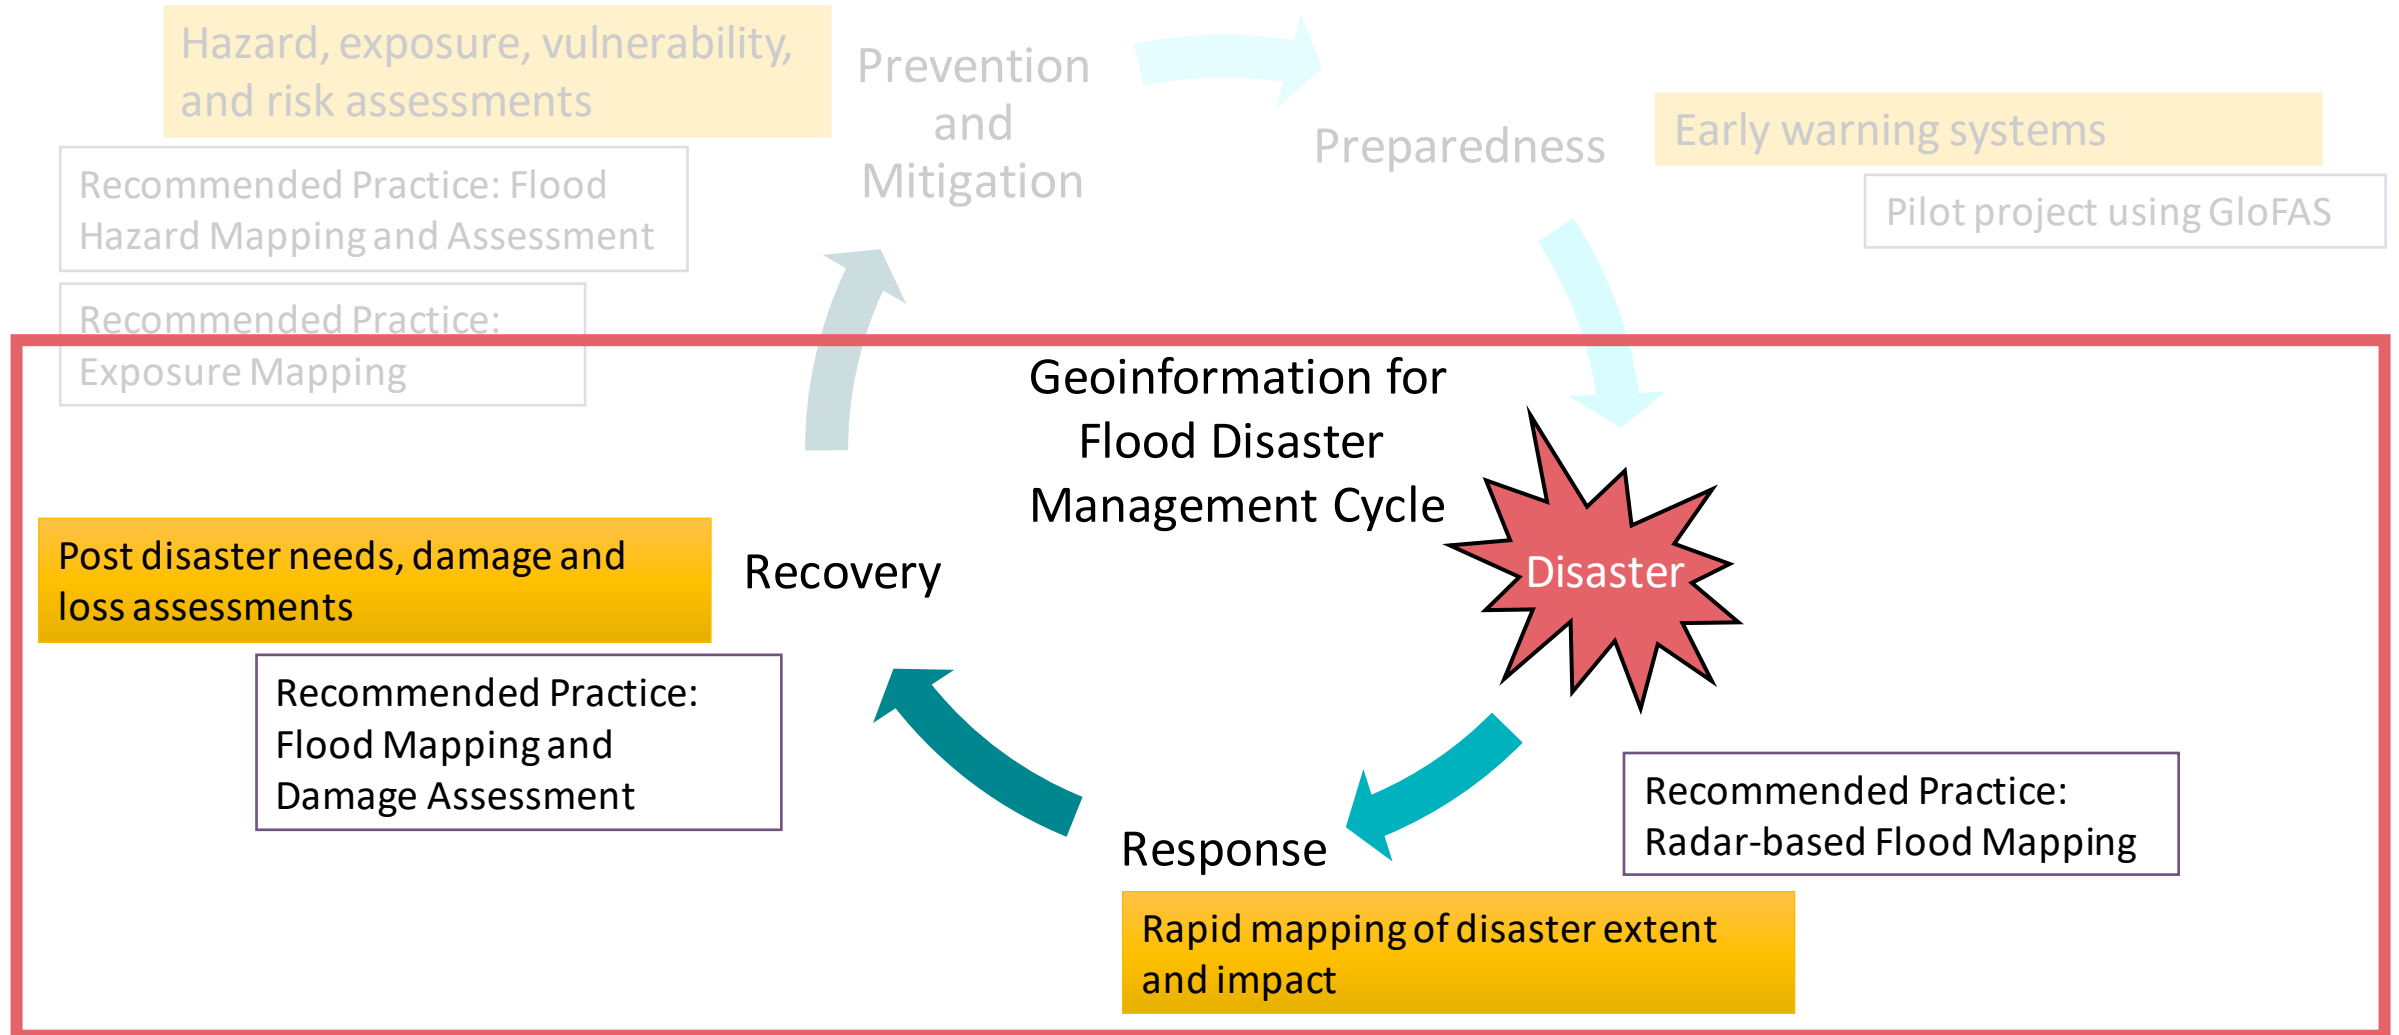 Hazard, exposure, vulnerability,
and risk assessments
Recommended Practice: Flood
Hazard Mapping and Assessment
Recommended Practice:
Exposure Mapping
Prevention
and
Mitigation
Preparedness
Early warning systems
Pilot project using GloFAS
Geoinformation for
Flood Disaster
Management Cycle
Disaster
Post disaster needs, damage and
loss assessments
Recovery
Recommended Practice:
Flood Mapping and
Damage Assessment
Response
Rapid mapping of disaster extent
and impact
Recommended Practice:
Radar-based Flood Mapping